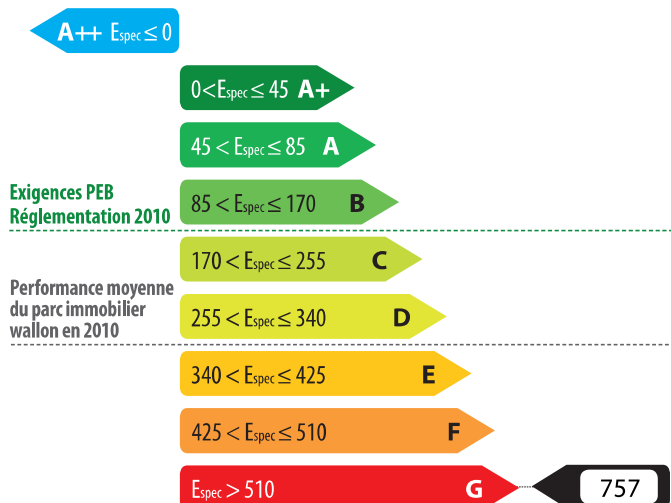 A++ Espec ≤ 0
0 < Espec ≤ 45 A+
45 < Espec ≤ 85 A
Exigences PEB
Réglementation 2010
85 < Espec ≤ 170 B
170 < Espec ≤ 255 C
Performance moyenne
du parc immobilier
wallon en 2010
255 < Espec ≤ 340 D
340 < Espec ≤ 425 E
425 < Espec ≤ 510 F
Espec > 510 G
757